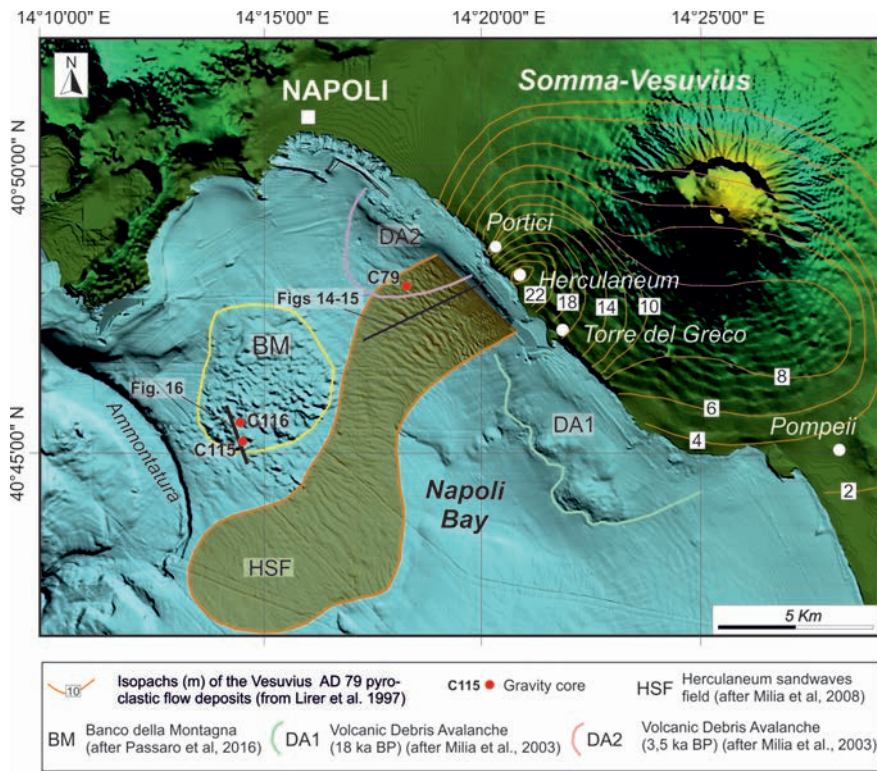 14°10'00" E
14°15'00" E
14°20'00" E
14°25'00" E
N
NAPOLI
Somma-Vesuvius
40°50'00" N
Portici
DA2
C79
Herculaneum
22
18
14
10
Figs 14-15
Torre del Greco
BM
8
Fig. 16
C116
6
DA1
Pompeii
Ammontatura
C115
4
40°45'00" N
Napoli
Bay
2
HSF
5 Km
10
Isopachs (m) of the Vesuvius AD 79 pyro-
clastic flow deposits (from Lirer et al. 1997)
C115
Gravity core
HSF
Herculaneum sandwaves
field (after Milia et al, 2008)
BM
Banco della Montagna
(after Passaro et al, 2016)
DA1
Volcanic Debris Avalanche
(18 ka BP) (after Milia et al., 2003)
DA2
Volcanic Debris Avalanche
(3,5 ka BP) (after Milia et al., 2003)